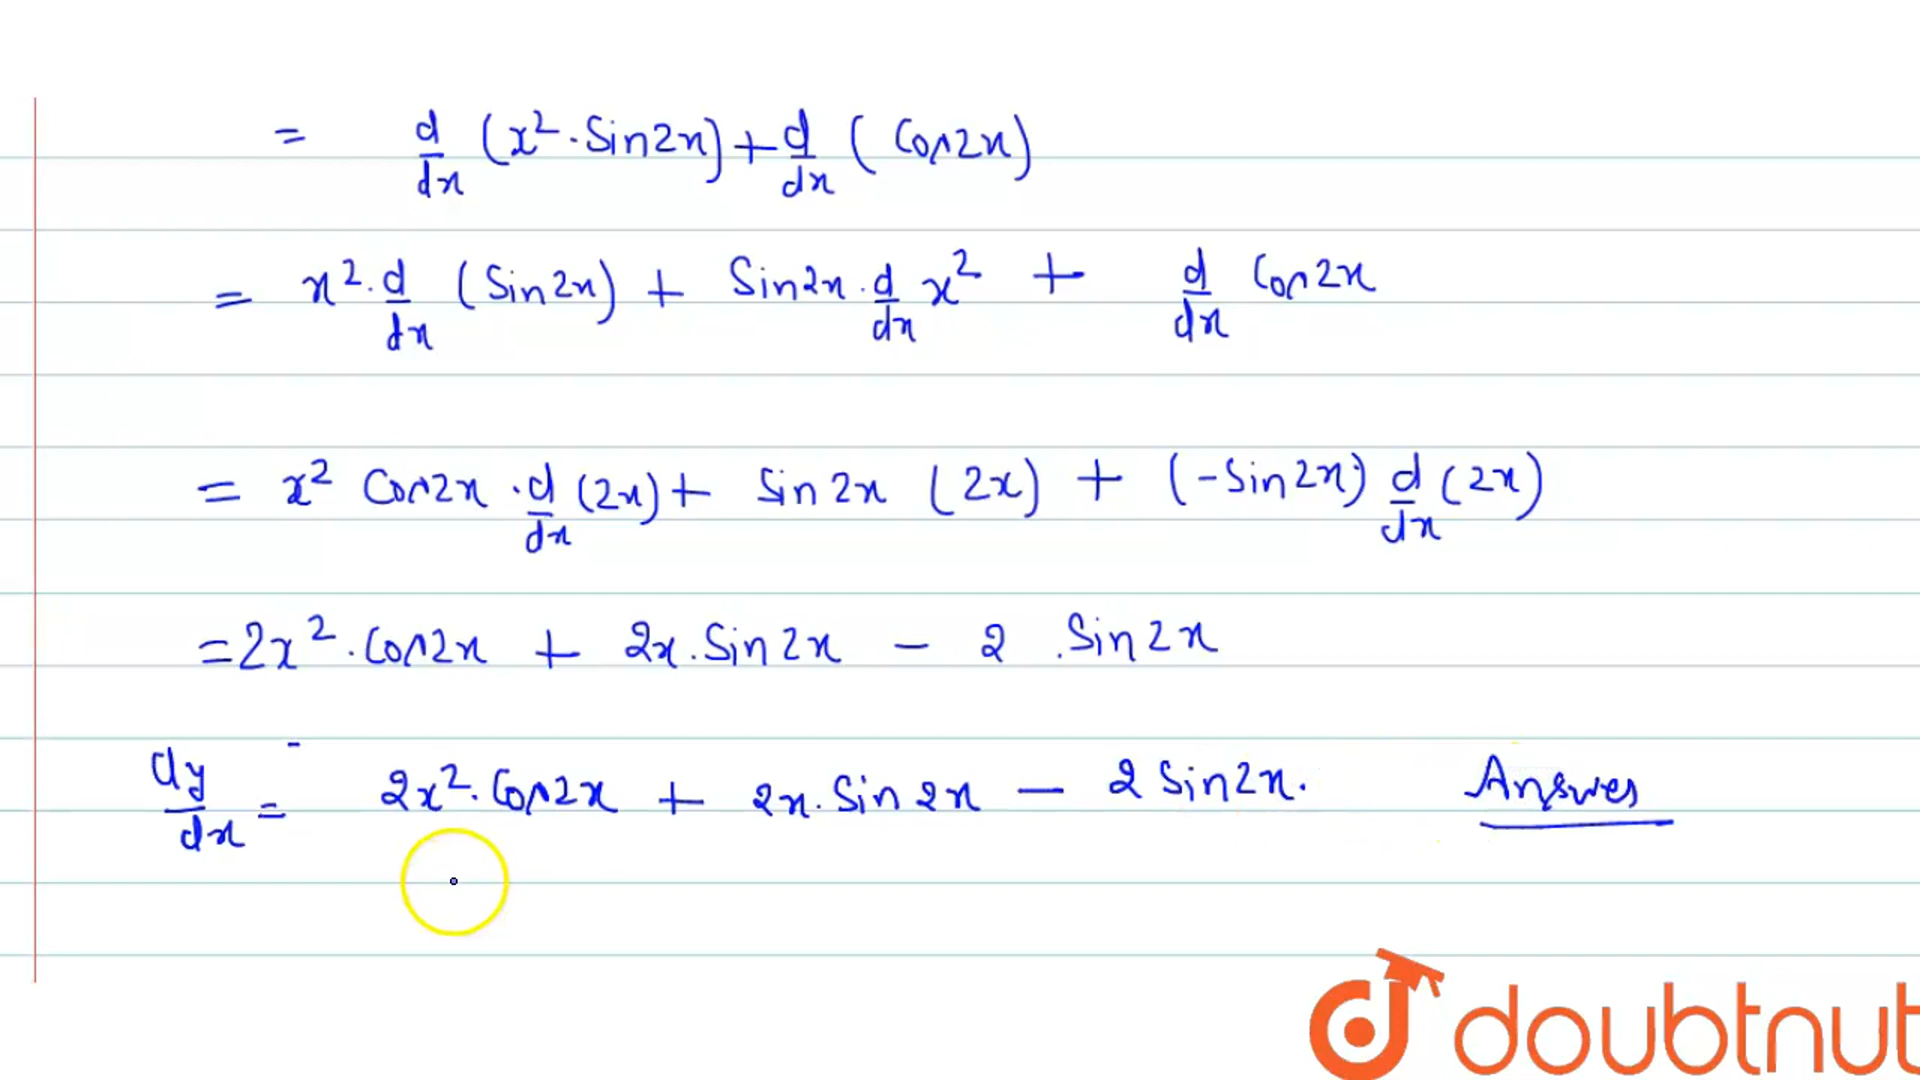 = d/dx (x² · Sin2x) + d/dx (Cos2x)
= x² · d/dx (Sin2x) + Sin2x · d/dx x² + d/dx Cos2x
= x² Cos2x · d/dx (2x) + Sin2x (2x) + (-Sin2x) d/dx (2x)
= 2x² · Cos2x + 2x · Sin2x - 2 · Sin2x
dy/dx = 2x² · Cos2x + 2x · Sin2x - 2 Sin2x. Answer
doubtnut